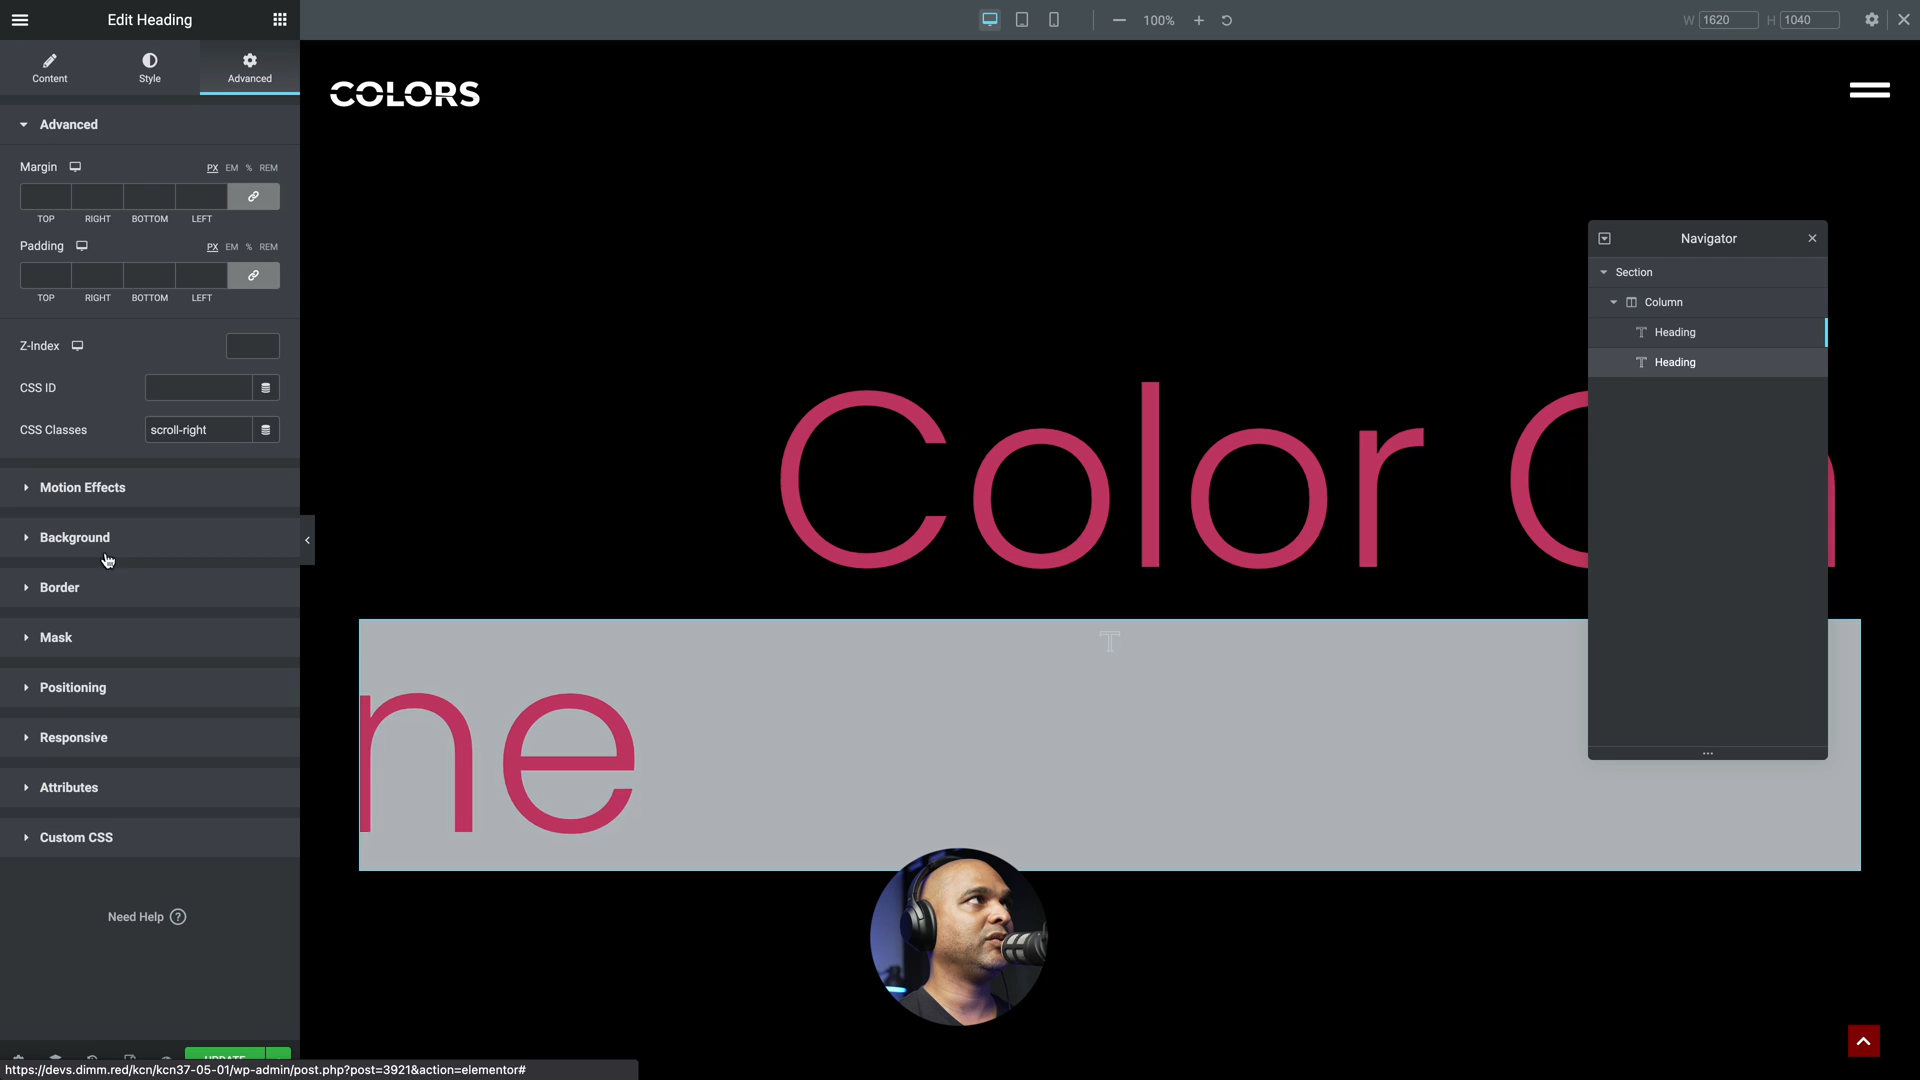 Edit Heading
100%
W 1620 H 1040
Content
Style
Advanced
COLORS
Advanced
Margin
PX EM % REM
TOP RIGHT BOTTOM LEFT
Padding
PX EM % REM
TOP RIGHT BOTTOM LEFT
Z-Index
CSS ID
CSS Classes
scroll-right
Motion Effects
Background
Border
Mask
Positioning
Responsive
Attributes
Custom CSS
Need Help ?
UPDATE
https://devs.dimm.red/kcn/kcn37-05-01/wp-admin/post.php?post=3921&action=elementor#
Color
ne
Navigator
Section
Column
Heading
Heading